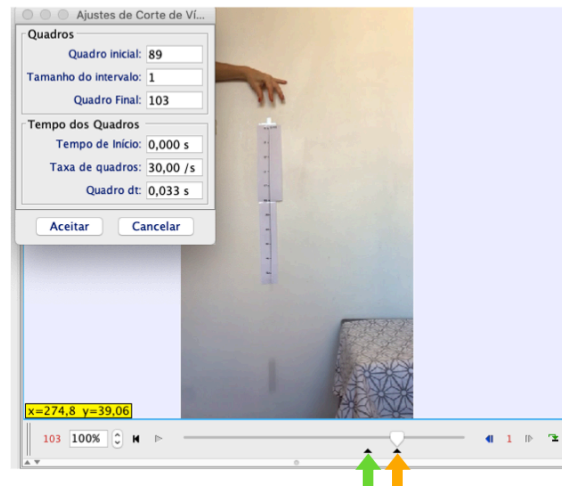 Ajustes de Corte de Ví...
Quadros
Quadro inicial: 89
Tamanho do intervalo: 1
Quadro Final: 103
Tempo dos Quadros
Tempo de Início: 0,000 s
Taxa de quadros: 30,00 /s
Quadro dt: 0,033 s
Aceitar Cancelar
x=274,8 y=39,06
103 100% 1